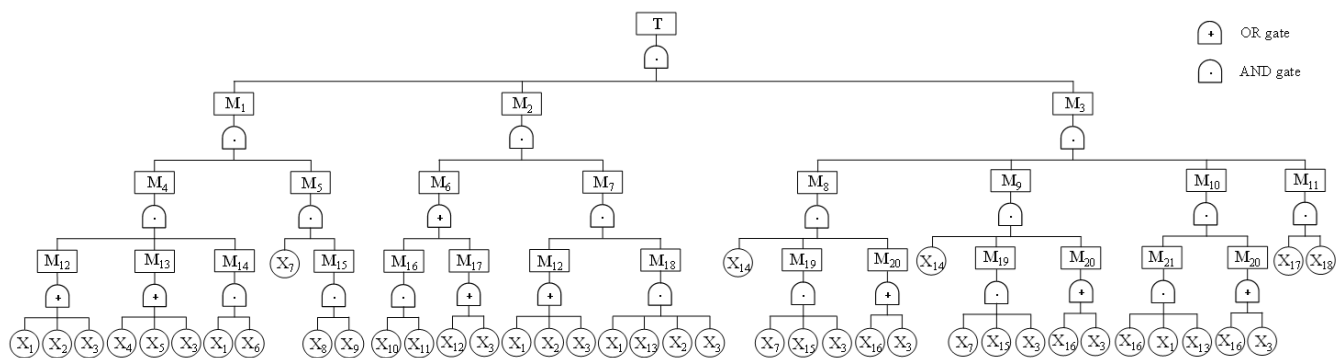 T
+ OR gate
. AND gate
M₁ M₂ M₃
. . .
M₄ M₅ M₆ M₇ M₈ M₉ M₁₀ M₁₁
. . + . . . . .
M₁₂ M₁₃ M₁₄ X₇ M₁₅ M₁₆ M₁₇ M₁₂ M₁₈ X₁₄ M₁₉ M₂₀ X₁₄ M₁₉ M₂₀ M₂₁ M₂₀ X₁₇ X₁₈
+ + . . . + + . . + . + . +
X₁ X₂ X₃ X₄ X₅ X₃ X₁ X₆ X₈ X₉ X₁₀ X₁₁ X₁₂ X₃ X₁ X₂ X₃ X₁ X₁₃ X₂ X₃ X₇ X₁₅ X₃ X₁₆ X₃ X₇ X₁₅ X₃ X₁₆ X₃ X₁₆ X₁ X₁₃ X₁₆ X₃